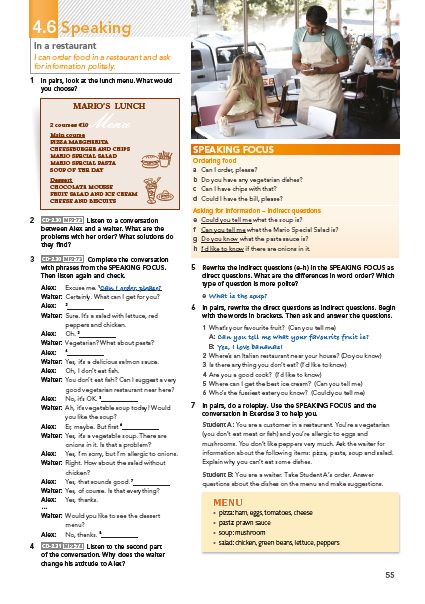 4.6 Speaking
In a restaurant
I can order food in a restaurant and ask
for information politely.
1 In pairs, look at the lunch menu. What would
you choose?
MARIO'S LUNCH
Menu
2 courses €10
Main course
PIZZA MARGHERITA
CHEESEBURGER AND CHIPS
MARIO SPECIAL SALAD
MARIO SPECIAL PASTA
SOUP OF THE DAY
Dessert
CHOCOLATE MOUSSE
FRUIT SALAD AND ICE CREAM
CHEESE AND BISCUITS
2 CD•2.30 MP3•73 Listen to a conversation
between Alex and a waiter. What are the
problems with her order? What solutions do
they find?
3 CD•2.30 MP3•73 Complete the conversation
with phrases from the SPEAKING FOCUS.
Then listen again and check.
Alex: Excuse me. ¹Can I order, please?
Waiter: Certainly. What can I get for you?
Alex: ²
Waiter: Sure. It's a salad with lettuce, red
peppers and chicken.
Alex: Oh. ³
Waiter: Vegetarian? What about pasta?
Alex: ⁴
Waiter: Yes, it's a delicious salmon sauce.
Alex: Oh, I don't eat fish.
Waiter: You don't eat fish? Can I suggest a very
good vegetarian restaurant near here?
Alex: No, it's OK. ⁵
Waiter: Ah, it's vegetable soup today! Would
you like the soup?
Alex: Er, maybe. But first ⁶
Waiter: Yes, it's a vegetable soup. There are
onions in it. Is that a problem?
Alex: Yes, I'm sorry, but I'm allergic to onions.
Waiter: Right. How about the salad without
chicken?
Alex: Yes, that sounds good. ⁷
Waiter: Yes, of course. Is that everything?
Alex: Yes, thanks.
...
Waiter: Would you like to see the dessert
menu?
Alex: No, thanks. ⁸
4 CD•2.31 MP3•74 Listen to the second part
of the conversation. Why does the waiter
change his attitude to Alex?
SPEAKING FOCUS
Ordering food
a Can I order, please?
b Do you have any vegetarian dishes?
c Can I have chips with that?
d Could I have the bill, please?
Asking for information – indirect questions
e Could you tell me what the soup is?
f Can you tell me what the Mario Special Salad is?
g Do you know what the pasta sauce is?
h I'd like to know if there are onions in it.
5 Rewrite the indirect questions (e-h) in the SPEAKING FOCUS as
direct questions. What are the differences in word order? Which
type of question is more polite?
e What is the soup?
6 In pairs, rewrite the direct questions as indirect questions. Begin
with the words in brackets. Then ask and answer the questions.
1 What's your favourite fruit? (Can you tell me)
A: Can you tell me what your favourite fruit is?
B: Yes, I love bananas!
2 Where's an Italian restaurant near your house? (Do you know)
3 Is there anything you don't eat? (I'd like to know)
4 Are you a good cook? (I'd like to know)
5 Where can I get the best ice cream? (Can you tell me)
6 Who's the fussiest eater you know? (Could you tell me)
7 In pairs, do a roleplay. Use the SPEAKING FOCUS and the
conversation in Exercise 3 to help you.
Student A: You are a customer in a restaurant. You're a vegetarian
(you don't eat meat or fish) and you're allergic to eggs and
mushrooms. You don't like peppers very much. Ask the waiter for
information about the following items: pizza, pasta, soup and salad.
Explain why you can't eat some dishes.
Student B: You are a waiter. Take Student A's order. Answer
questions about the dishes on the menu and make suggestions.
MENU
• pizza: ham, eggs, tomatoes, cheese
• pasta: prawn sauce
• soup: mushroom
• salad: chicken, green beans, lettuce, peppers
55